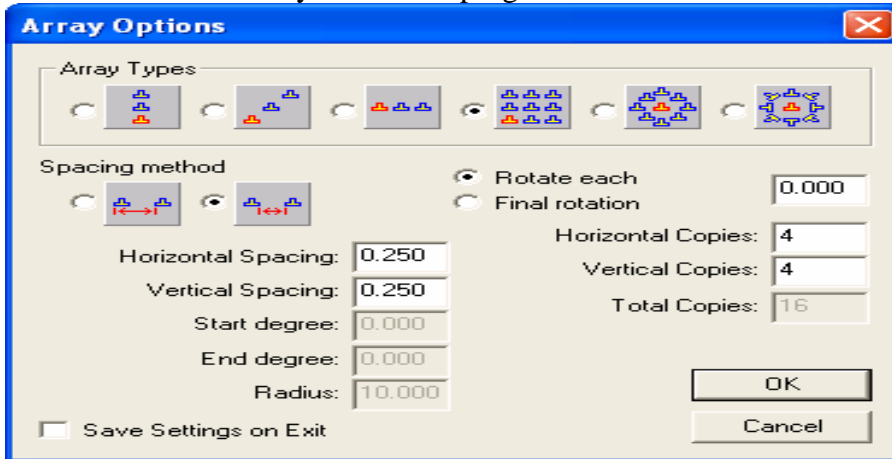 Array Options
Array Types
Spacing method
Rotate each 0.000
Final rotation
Horizontal Spacing: 0.250
Vertical Spacing: 0.250
Start degree: 0.000
End degree: 0.000
Radius: 10.000
Horizontal Copies: 4
Vertical Copies: 4
Total Copies: 16
Save Settings on Exit
OK
Cancel